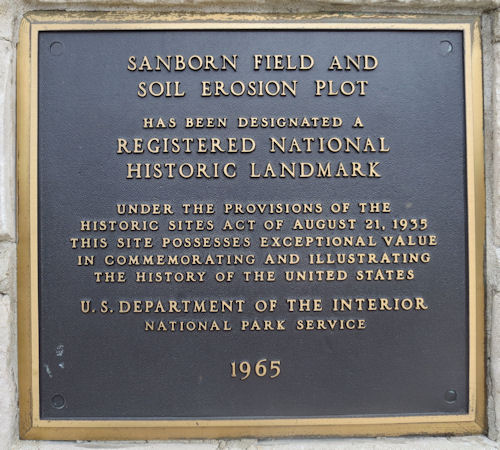 SANBORN FIELD AND
SOIL EROSION PLOT
HAS BEEN DESIGNATED A
REGISTERED NATIONAL
HISTORIC LANDMARK
UNDER THE PROVISIONS OF THE
HISTORIC SITES ACT OF AUGUST 21, 1935
THIS SITE POSSESSES EXCEPTIONAL VALUE
IN COMMEMORATING AND ILLUSTRATING
THE HISTORY OF THE UNITED STATES
U.S. DEPARTMENT OF THE INTERIOR
NATIONAL PARK SERVICE
1965